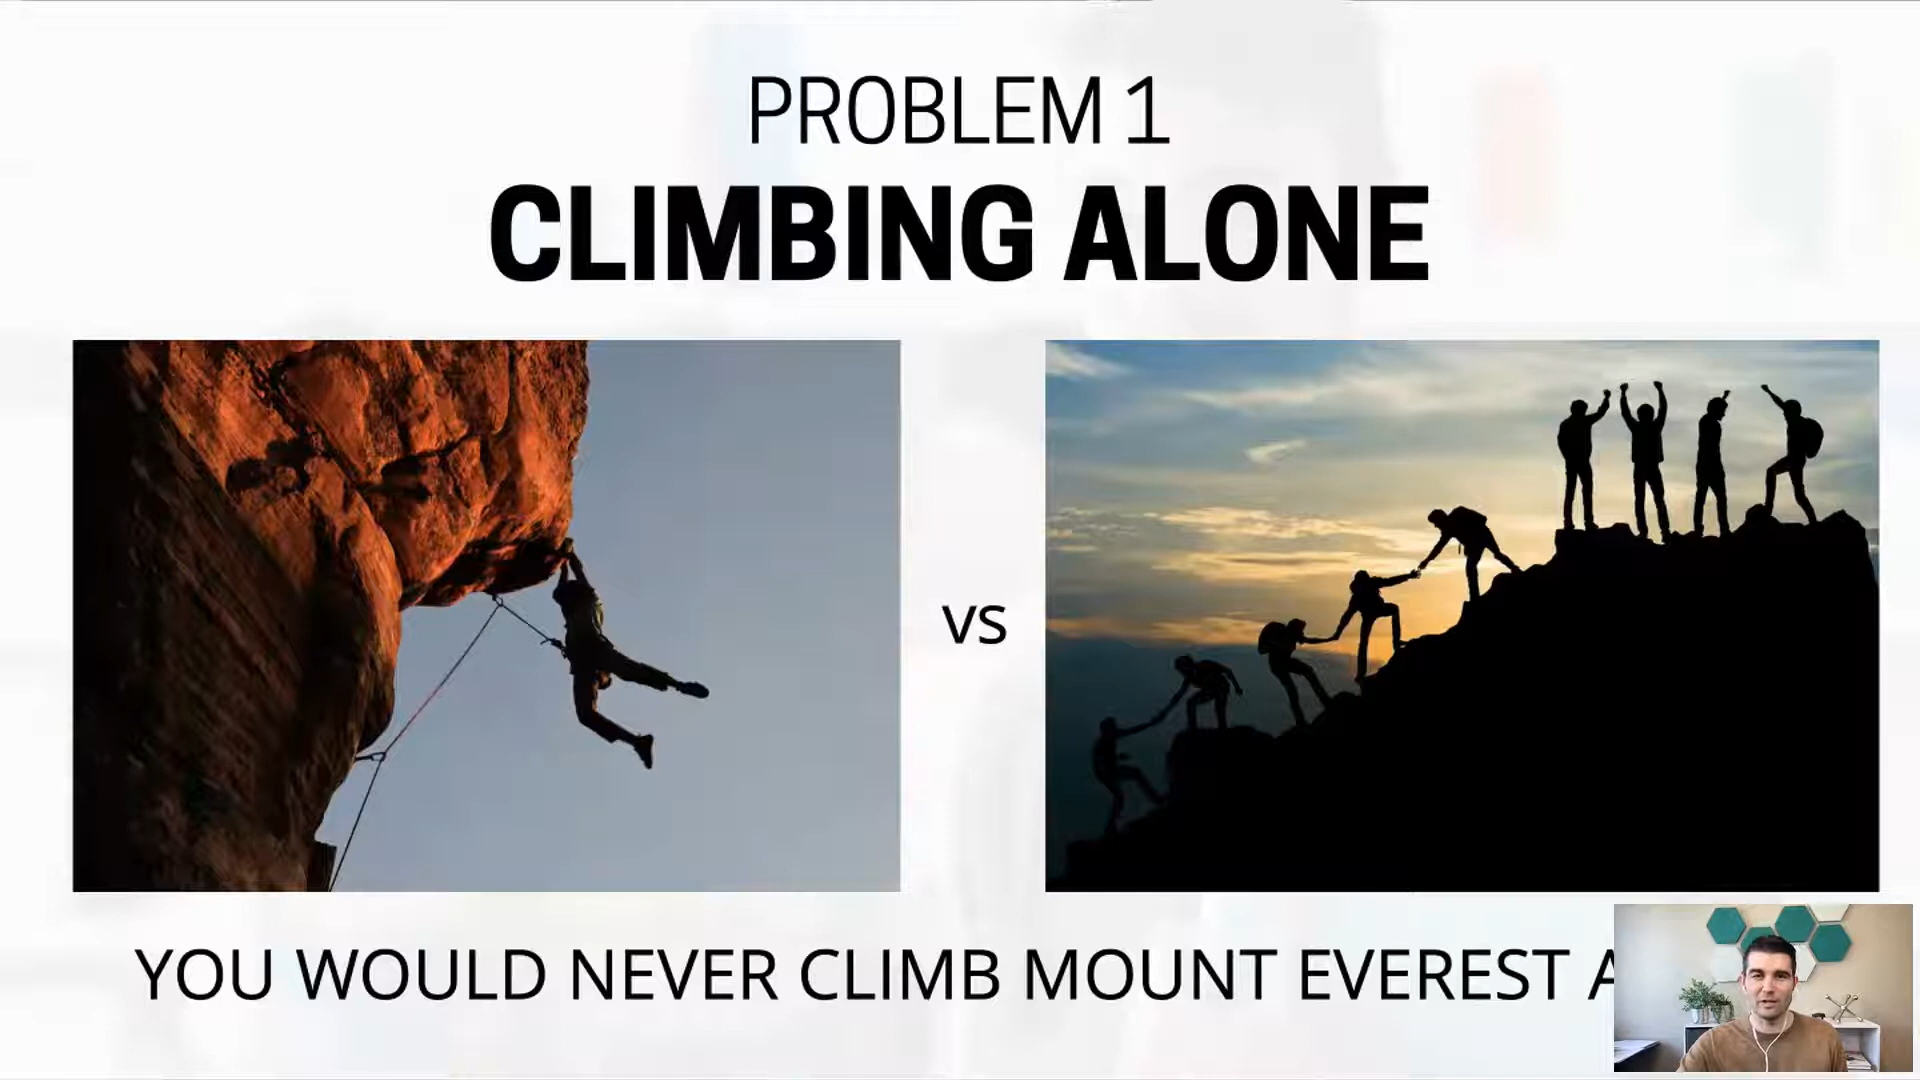 PROBLEM 1
CLIMBING ALONE
VS
YOU WOULD NEVER CLIMB MOUNT EVEREST A